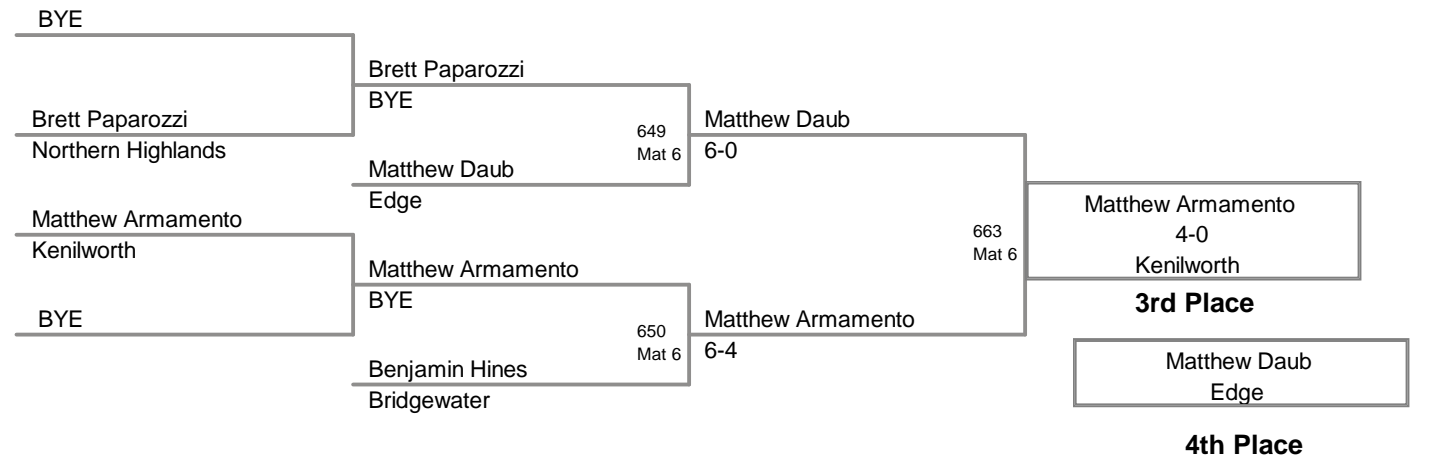 BYE
Brett Paparozzi
BYE
Brett Paparozzi
Northern Highlands
649
Mat 6
Matthew Daub
6-0
Matthew Daub
Edge
Matthew Armamento
Kenilworth
663
Mat 6
Matthew Armamento
4-0
Kenilworth
3rd Place
Matthew Armamento
BYE
BYE
650
Mat 6
Matthew Armamento
6-4
Benjamin Hines
Bridgewater
Matthew Daub
Edge
4th Place